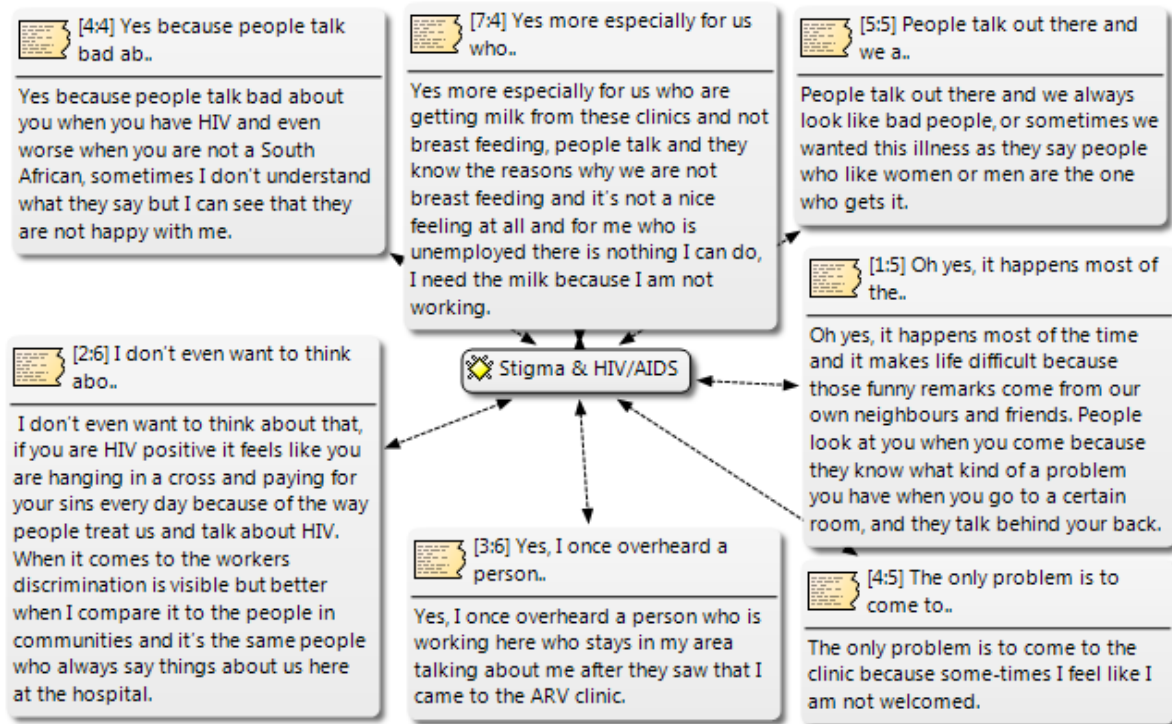 [4:4] Yes because people talk
bad ab..
Yes because people talk bad about
you when you have HIV and even
worse when you are not a South
African, sometimes I don't understand
what they say but I can see that they
are not happy with me.
[7:4] Yes more especially for us
who..
Yes more especially for us who are
getting milk from these clinics and not
breast feeding, people talk and they
know the reasons why we are not
breast feeding and it's not a nice
feeling at all and for me who is
unemployed there is nothing I can do,
I need the milk because I am not
working.
[5:5] People talk out there and
we a..
People talk out there and we always
look like bad people, or sometimes we
wanted this illness as they say people
who like women or men are the one
who gets it.
Stigma & HIV/AIDS
[1:5] Oh yes, it happens most of
the..
Oh yes, it happens most of the time
and it makes life difficult because
those funny remarks come from our
own neighbours and friends. People
look at you when you come because
they know what kind of a problem
you have when you go to a certain
room, and they talk behind your back.
[2:6] I don't even want to think
abo..
I don't even want to think about that,
if you are HIV positive it feels like you
are hanging in a cross and paying for
your sins every day because of the way
people treat us and talk about HIV.
When it comes to the workers
discrimination is visible but better
when I compare it to the people in
communities and it's the same people
who always say things about us here
at the hospital.
[3:6] Yes, I once overheard a
person..
Yes, I once overheard a person who is
working here who stays in my area
talking about me after they saw that I
came to the ARV clinic.
[4:5] The only problem is to
come to..
The only problem is to come to the
clinic because some-times I feel like I
am not welcomed.